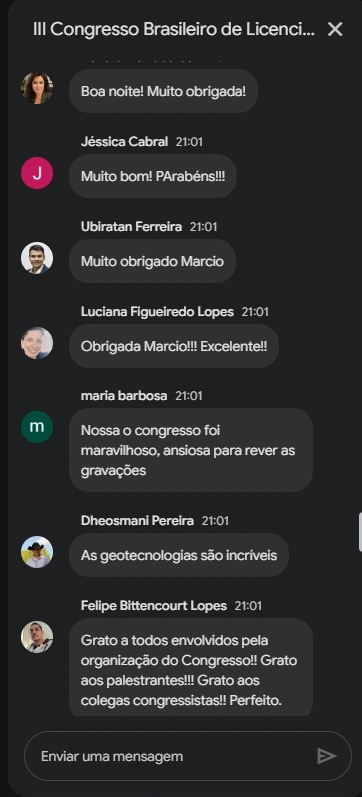 III Congresso Brasileiro de Licenci...
Boa noite! Muito obrigada!
Jéssica Cabral 21:01
J
Muito bom! PArabéns!!!
Ubiratan Ferreira 21:01
Muito obrigado Marcio
Luciana Figueiredo Lopes 21:01
Obrigada Marcio!!! Excelente!!
maria barbosa 21:01
m
Nossa o congresso foi
maravilhoso, ansiosa para rever as
gravações
Dheosmani Pereira 21:01
As geotecnologias são incríveis
Felipe Bittencourt Lopes 21:01
Grato a todos envolvidos pela
organização do Congresso!! Grato
aos palestrantes!!! Grato aos
colegas congressistas!! Perfeito.
Enviar uma mensagem